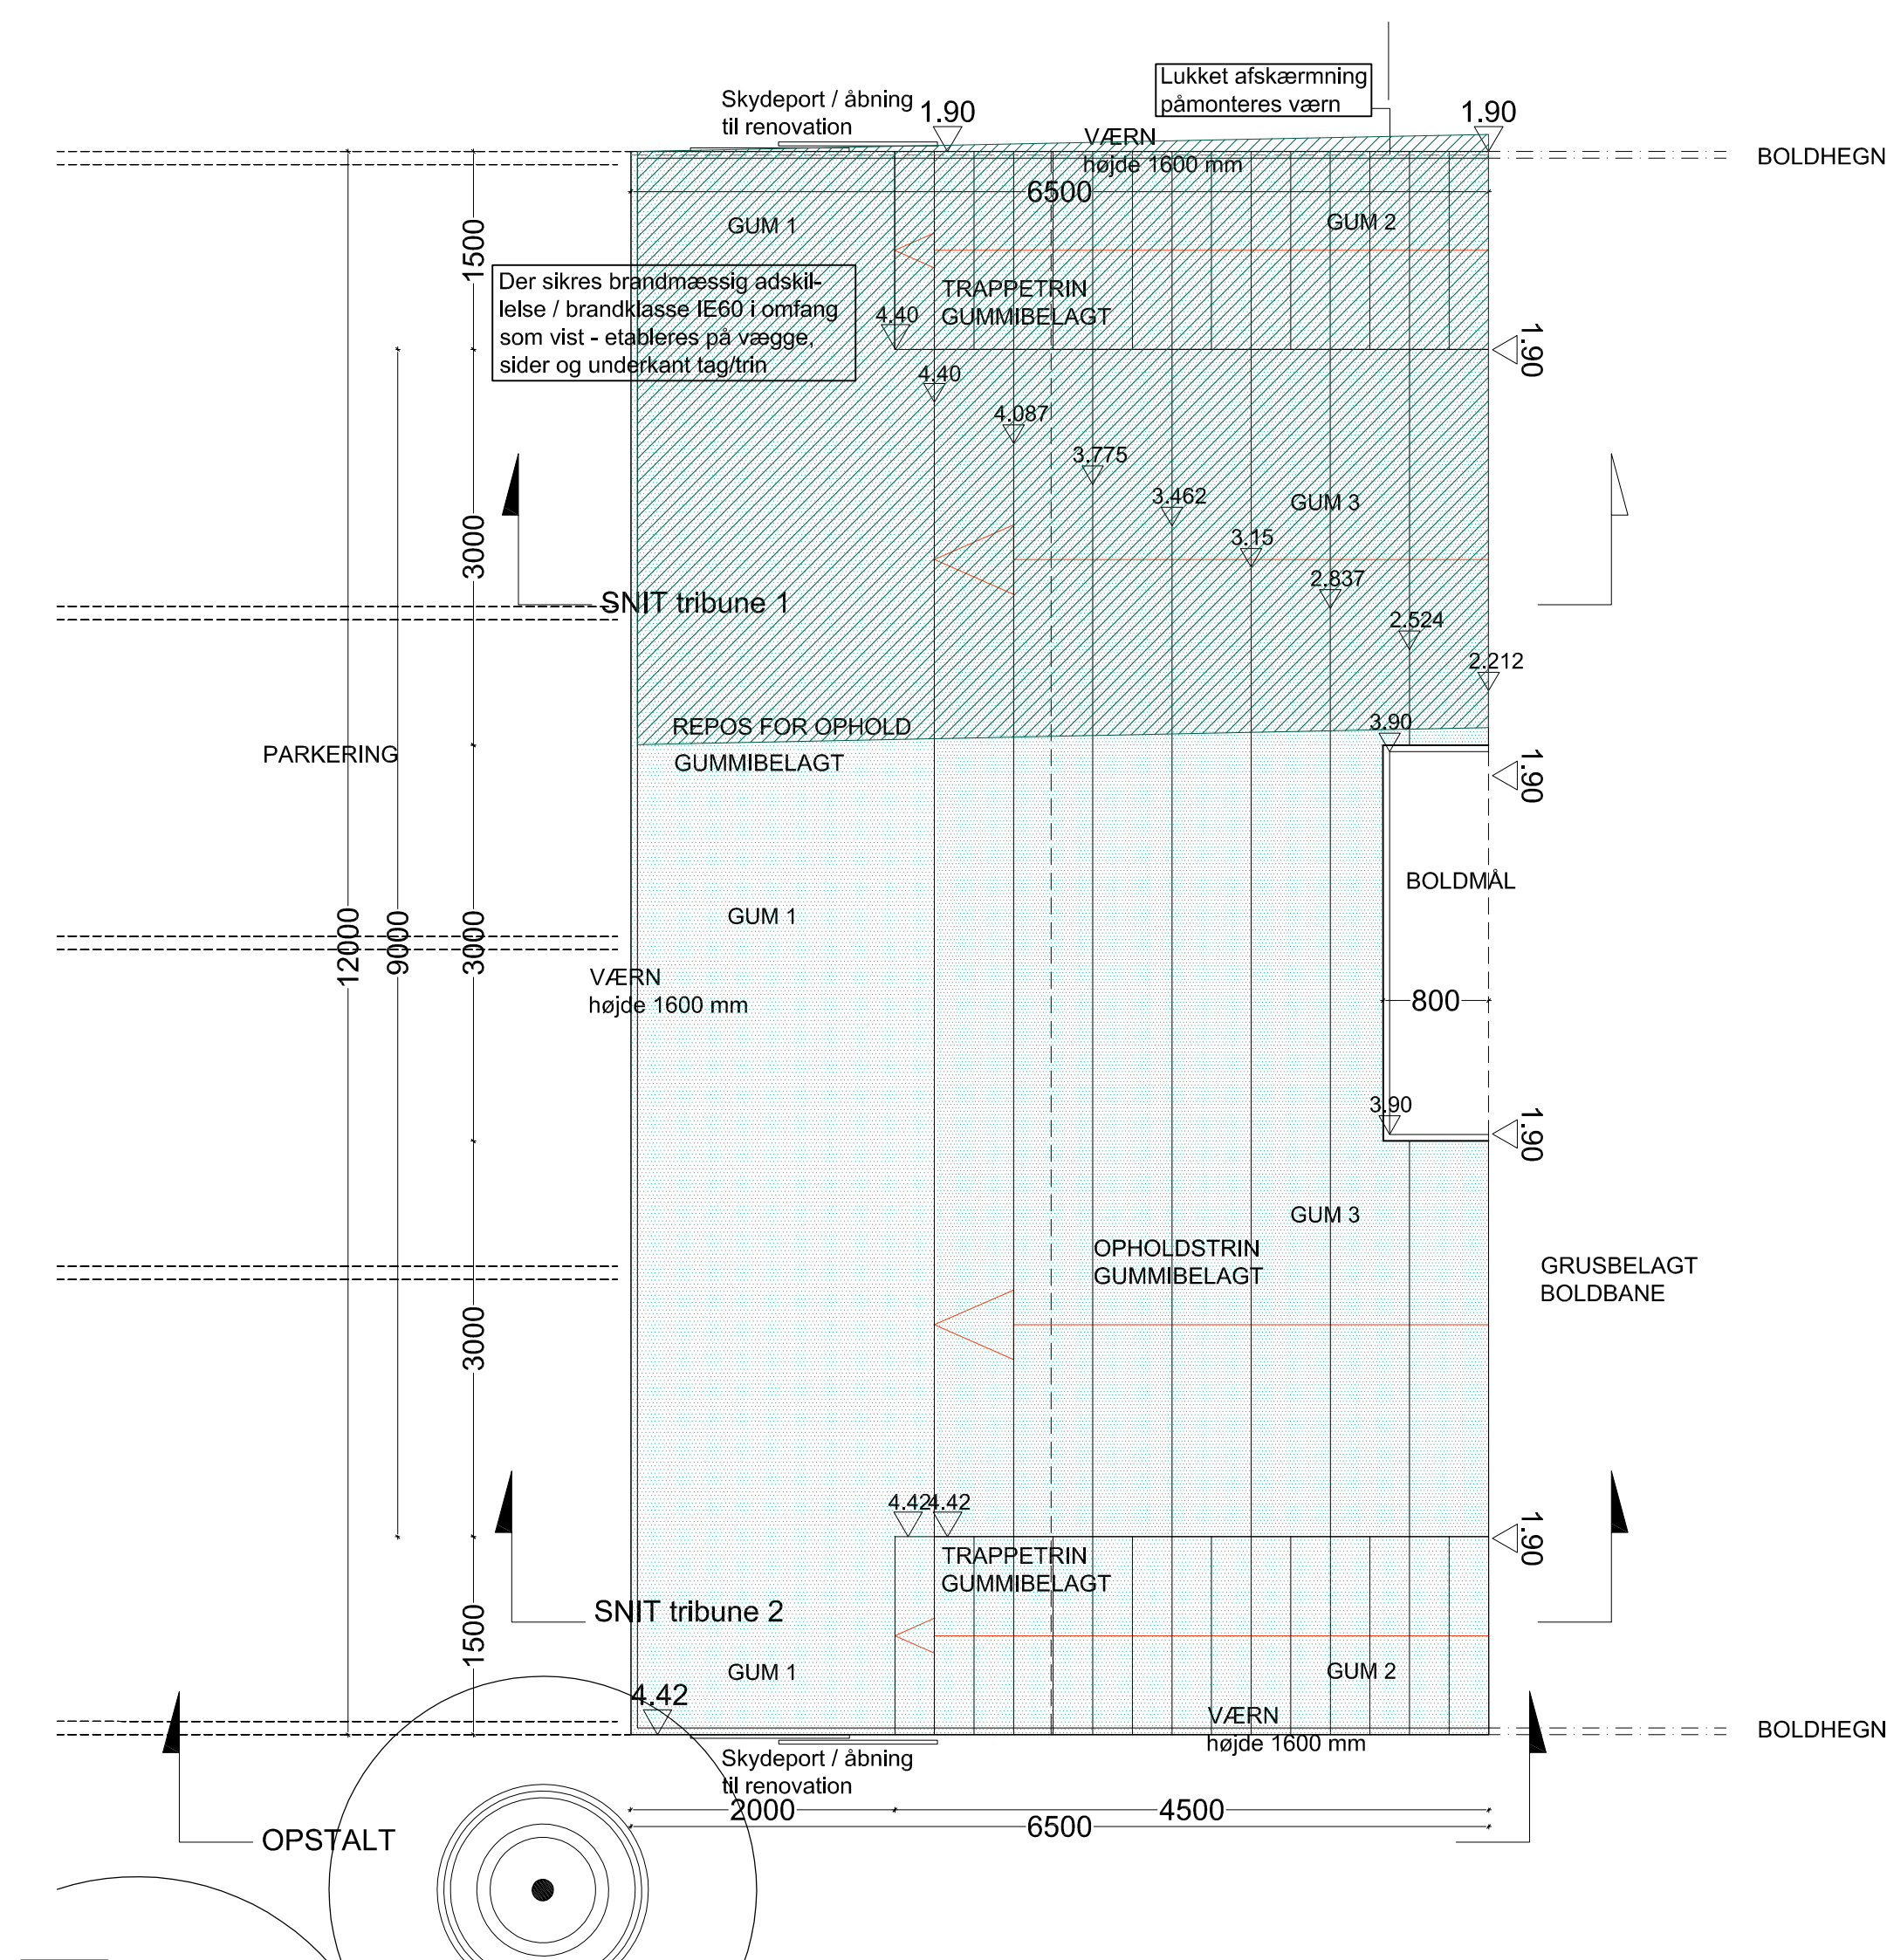 Lukket afskærmning
påmonteres værn
Skydeport / åbning
til renovation
1.90
1.90
VÆRN
højde 1600 mm
BOLDHEGN
6500
GUM 1
GUM 2
1500
Der sikres brandmæssig adskil-
lelse / brandklasse IE60 i omfang
som vist - etableres på vægge,
sider og underkant tag/trin
TRAPPETRIN
GUMMIBELAGT
4.40
1.90
4.40
4.087
3.775
3.462
GUM 3
3.15
3000
2.837
SNIT tribune 1
2.524
2.212
REPOS FOR OPHOLD
GUMMIBELAGT
3.90
PARKERING
1.90
BOLDMÅL
GUM 1
12000
9000
3000
VÆRN
højde 1600 mm
800
3.90
1.90
GUM 3
OPHOLDSTRIN
GUMMIBELAGT
GRUSBELAGT
BOLDBANE
3000
4.42
4.42
1.90
TRAPPETRIN
GUMMIBELAGT
SNIT tribune 2
1500
GUM 1
GUM 2
4.42
VÆRN
højde 1600 mm
BOLDHEGN
Skydeport / åbning
til renovation
2000
4500
6500
OPSTALT